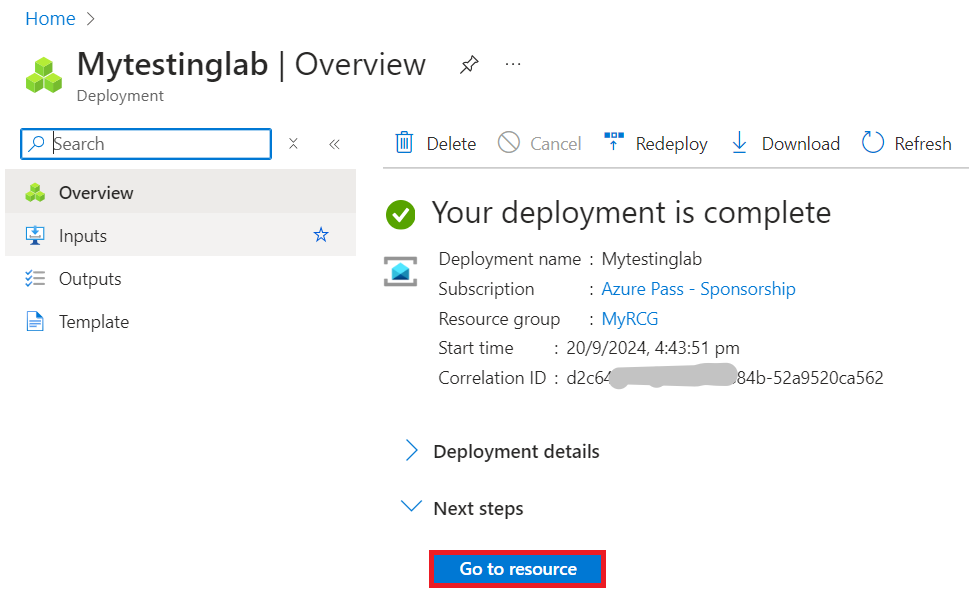 Home
Mytestinglab | Overview
Deployment
Search
Delete Cancel Redeploy Download Refresh
Overview
Inputs
Outputs
Template
Your deployment is complete
Deployment name : Mytestinglab
Subscription : Azure Pass - Sponsorship
Resource group : MyRCG
Start time : 20/9/2024, 4:43:51 pm
Correlation ID : d2c64 84b-52a9520ca562
Deployment details
Next steps
Go to resource